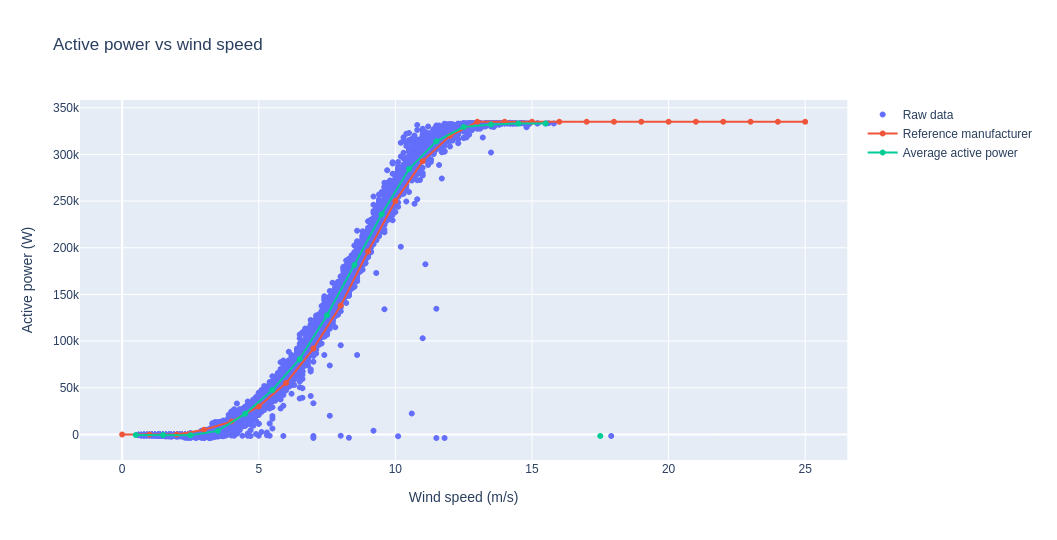 Active power vs wind speed
350k
300k
250k
200k
150k
100k
50k
0
Active power (W)
0 5 10 15 20 25
Wind speed (m/s)
Raw data
Reference manufacturer
Average active power